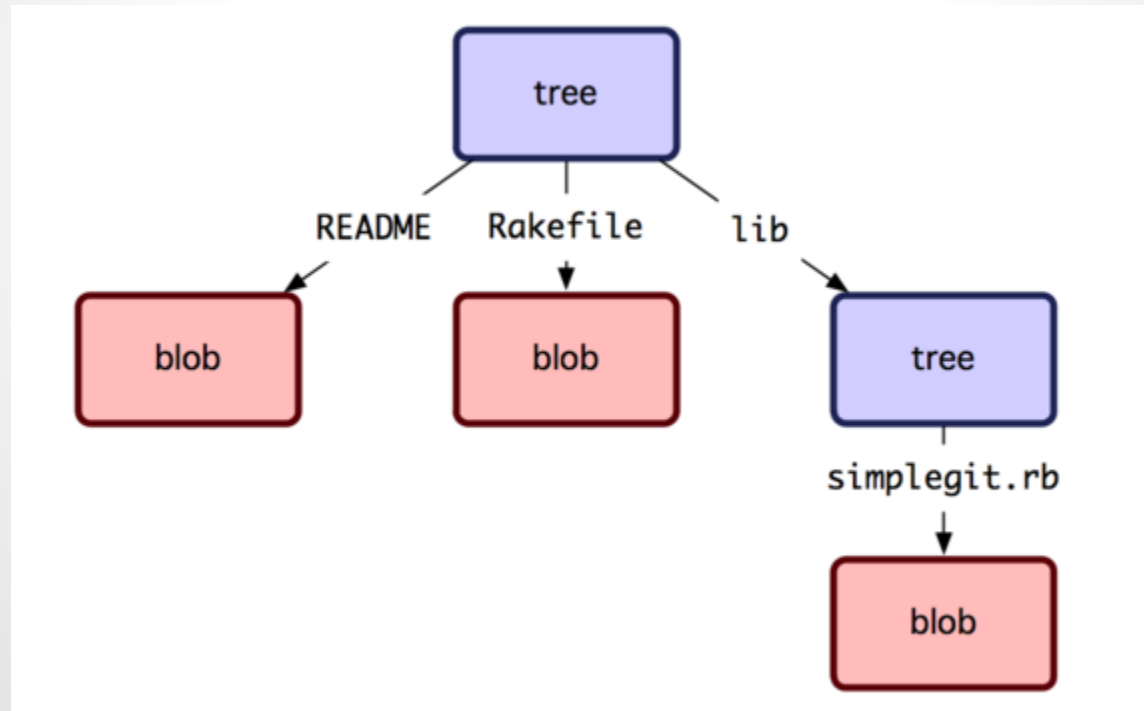 tree
README
Rakefile
lib
blob
blob
tree
simplegit.rb
blob